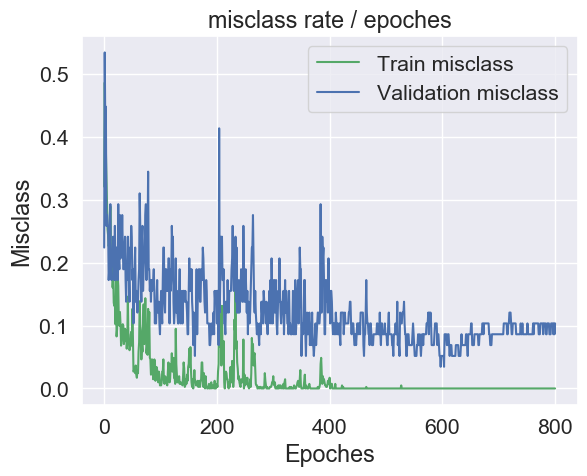 misclass rate / epoches
Train misclass
Validation misclass
Misclass
0.5
0.4
0.3
0.2
0.1
0.0
0 200 400 600 800
Epoches